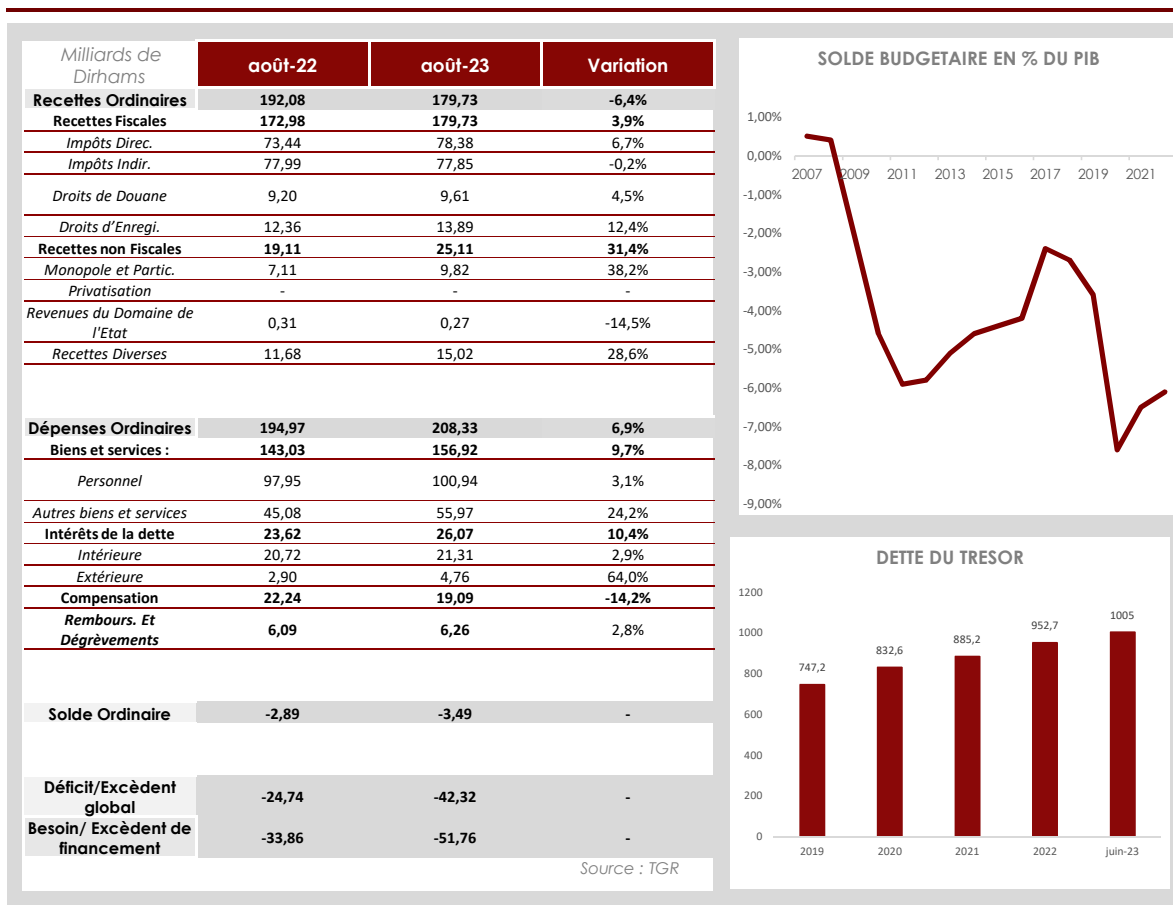 Milliards de Dirhams août-22 août-23 Variation
Recettes Ordinaires 192,08 179,73 -6,4%
Recettes Fiscales 172,98 179,73 3,9%
Impôts Direc. 73,44 78,38 6,7%
Impôts Indir. 77,99 77,85 -0,2%
Droits de Douane 9,20 9,61 4,5%
Droits d’Enregi. 12,36 13,89 12,4%
Recettes non Fiscales 19,11 25,11 31,4%
Monopole et Partic. 7,11 9,82 38,2%
Privatisation - - -
Revenues du Domaine de l'Etat 0,31 0,27 -14,5%
Recettes Diverses 11,68 15,02 28,6%
Dépenses Ordinaires 194,97 208,33 6,9%
Biens et services : 143,03 156,92 9,7%
Personnel 97,95 100,94 3,1%
Autres biens et services 45,08 55,97 24,2%
Intérêts de la dette 23,62 26,07 10,4%
Intérieure 20,72 21,31 2,9%
Extérieure 2,90 4,76 64,0%
Compensation 22,24 19,09 -14,2%
Rembours. Et Dégrèvements 6,09 6,26 2,8%
Solde Ordinaire -2,89 -3,49 -
Déficit/Excèdent global -24,74 -42,32 -
Besoin/ Excèdent de financement -33,86 -51,76 -
Source : TGR
SOLDE BUDGETAIRE EN % DU PIB
1,00%
0,00%
2007 2009 2011 2013 2015 2017 2019 2021
-1,00%
-2,00%
-3,00%
-4,00%
-5,00%
-6,00%
-7,00%
-8,00%
-9,00%
DETTE DU TRESOR
1200
1000
800
600
400
200
0
747,2 832,6 885,2 952,7 1005
2019 2020 2021 2022 juin-23